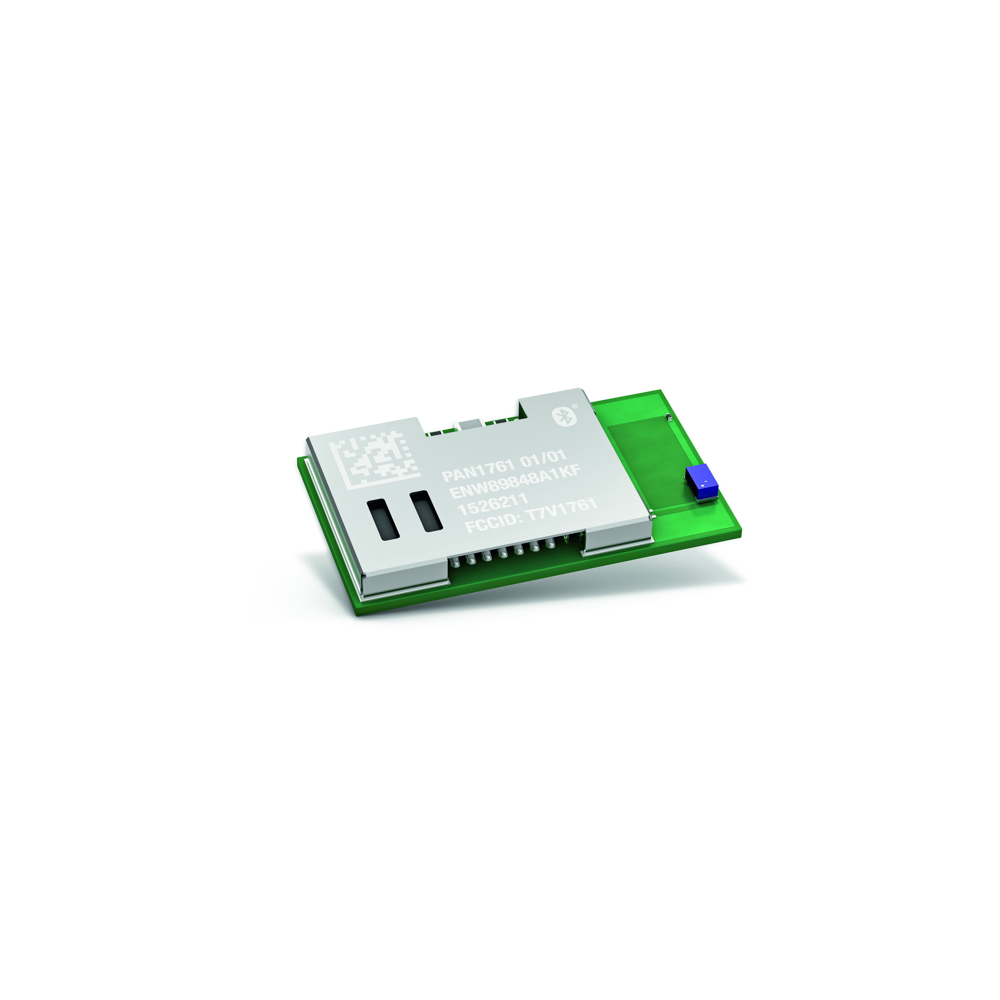 PAN1761 01/01
ENW89848A1KF
1526211
FCCID: T7V1761
®